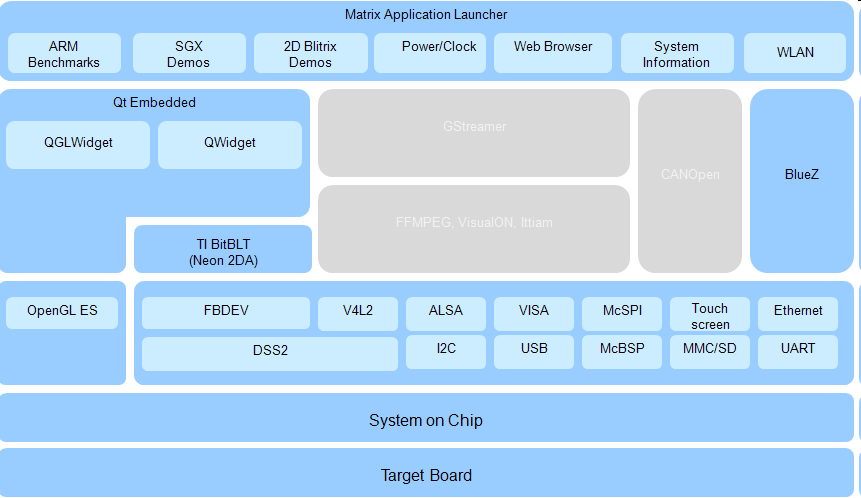 Matrix Application Launcher
ARM
Benchmarks
SGX
Demos
2D Blitrix
Demos
Power/Clock
Web Browser
System
Information
WLAN
Qt Embedded
QGLWidget
QWidget
GStreamer
CANOpen
BlueZ
FFMPEG, VisualON, Ittiam
TI BitBLT
(Neon 2DA)
OpenGL ES
FBDEV
V4L2
ALSA
VISA
McSPI
Touch
screen
Ethernet
DSS2
I2C
USB
McBSP
MMC/SD
UART
System on Chip
Target Board